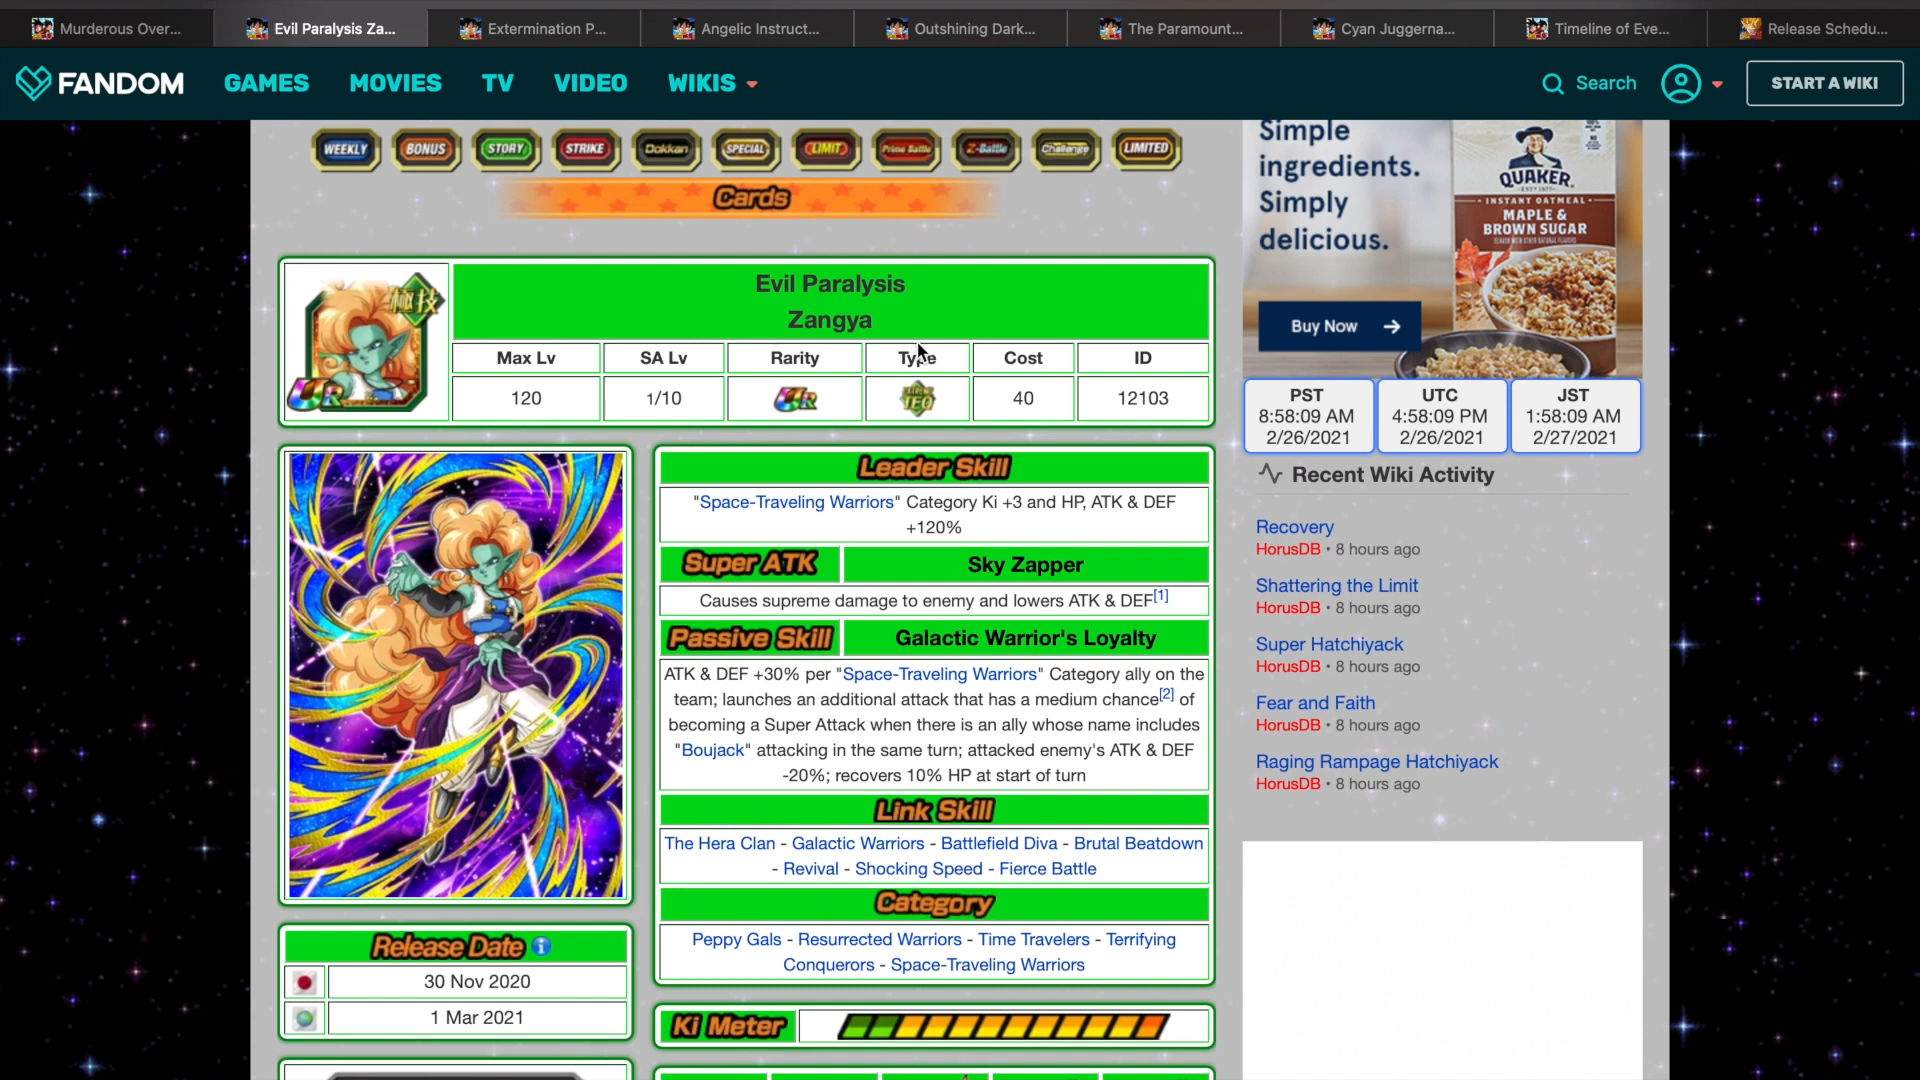 Murderous Over...
Evil Paralysis Za...
Extermination P...
Angelic Instruct...
Outshining Dark...
The Paramount...
Cyan Juggerna...
Timeline of Eve...
Release Schedu...
FANDOM
GAMES
MOVIES
TV
VIDEO
WIKIS
Search
START A WIKI
WEEKLY
BONUS
STORY
STRIKE
Dokkan
SPECIAL
LIMIT
Prime Battle
Z-Battle
Challenge
LIMITED
Cards
Simple
ingredients.
Simply
delicious.
QUAKER
EST 1877
INSTANT OATMEAL
MAPLE &
BROWN SUGAR
Buy Now
極技
UR
Evil Paralysis
Zangya
Max Lv
SA Lv
Rarity
Type
Cost
ID
120
1/10
UR
TEQ
40
12103
PST
8:58:09 AM
2/26/2021
UTC
4:58:09 PM
2/26/2021
JST
1:58:09 AM
2/27/2021
Leader Skill
"Space-Traveling Warriors" Category Ki +3 and HP, ATK & DEF
+120%
Super ATK
Sky Zapper
Causes supreme damage to enemy and lowers ATK & DEF[1]
Passive Skill
Galactic Warrior's Loyalty
ATK & DEF +30% per "Space-Traveling Warriors" Category ally on the
team; launches an additional attack that has a medium chance[2] of
becoming a Super Attack when there is an ally whose name includes
"Boujack" attacking in the same turn; attacked enemy's ATK & DEF
-20%; recovers 10% HP at start of turn
Link Skill
The Hera Clan - Galactic Warriors - Battlefield Diva - Brutal Beatdown
- Revival - Shocking Speed - Fierce Battle
Category
Peppy Gals - Resurrected Warriors - Time Travelers - Terrifying
Conquerors - Space-Traveling Warriors
Ki Meter
Release Date
30 Nov 2020
1 Mar 2021
Recent Wiki Activity
Recovery
HorusDB • 8 hours ago
Shattering the Limit
HorusDB • 8 hours ago
Super Hatchiyack
HorusDB • 8 hours ago
Fear and Faith
HorusDB • 8 hours ago
Raging Rampage Hatchiyack
HorusDB • 8 hours ago